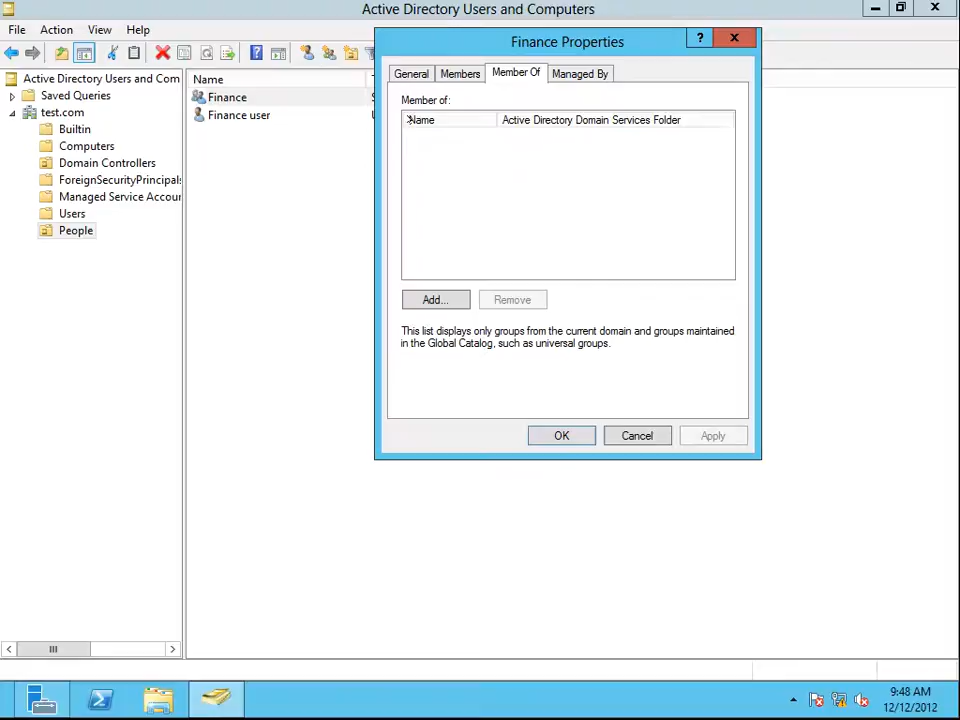 Active Directory Users and Computers
File Action View Help
Finance Properties
?
General Members Member Of Managed By
Active Directory Users and Com
Saved Queries
test.com
Builtin
Computers
Domain Controllers
ForeignSecurityPrincipals
Managed Service Accour
Users
People
Name
Finance
Finance user
Member of:
Name Active Directory Domain Services Folder
Add... Remove
This list displays only groups from the current domain and groups maintained
in the Global Catalog, such as universal groups.
OK Cancel Apply
9:48 AM
12/12/2012